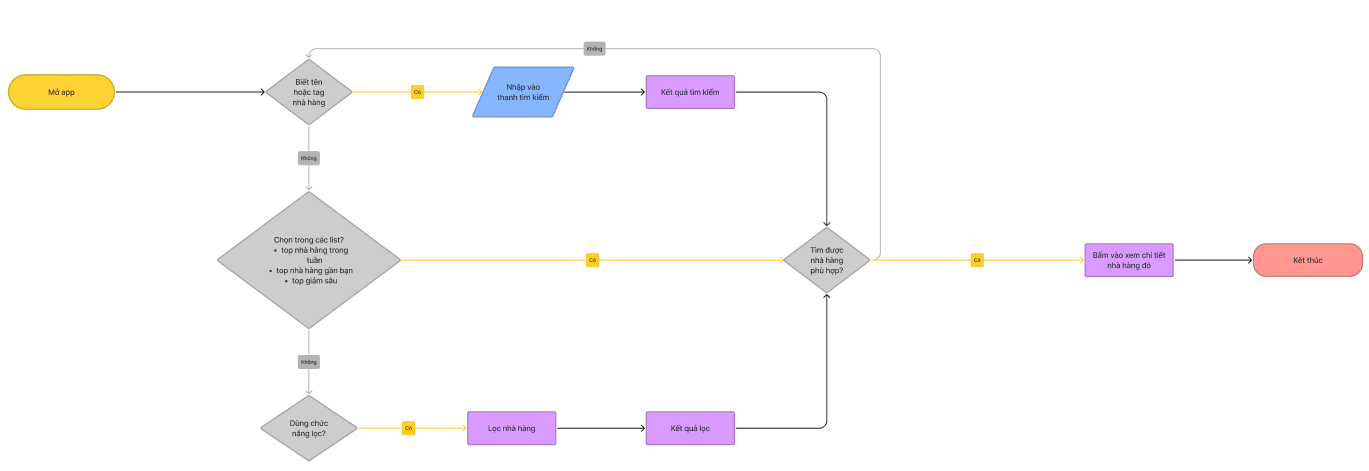 Không
Mở app
Biết tên
hoặc tag
nhà hàng
Có
Nhập vào
thanh tìm kiếm
Kết quả tìm kiếm
Không
Chọn trong các list?
• top nhà hàng trong
tuần
• top nhà hàng gần bạn
• top giảm sâu
Có
Tìm được
nhà hàng
phù hợp?
Có
Bấm vào xem chi tiết
nhà hàng đó
Kết thúc
Không
Dùng chức
năng lọc?
Có
Lọc nhà hàng
Kết quả lọc